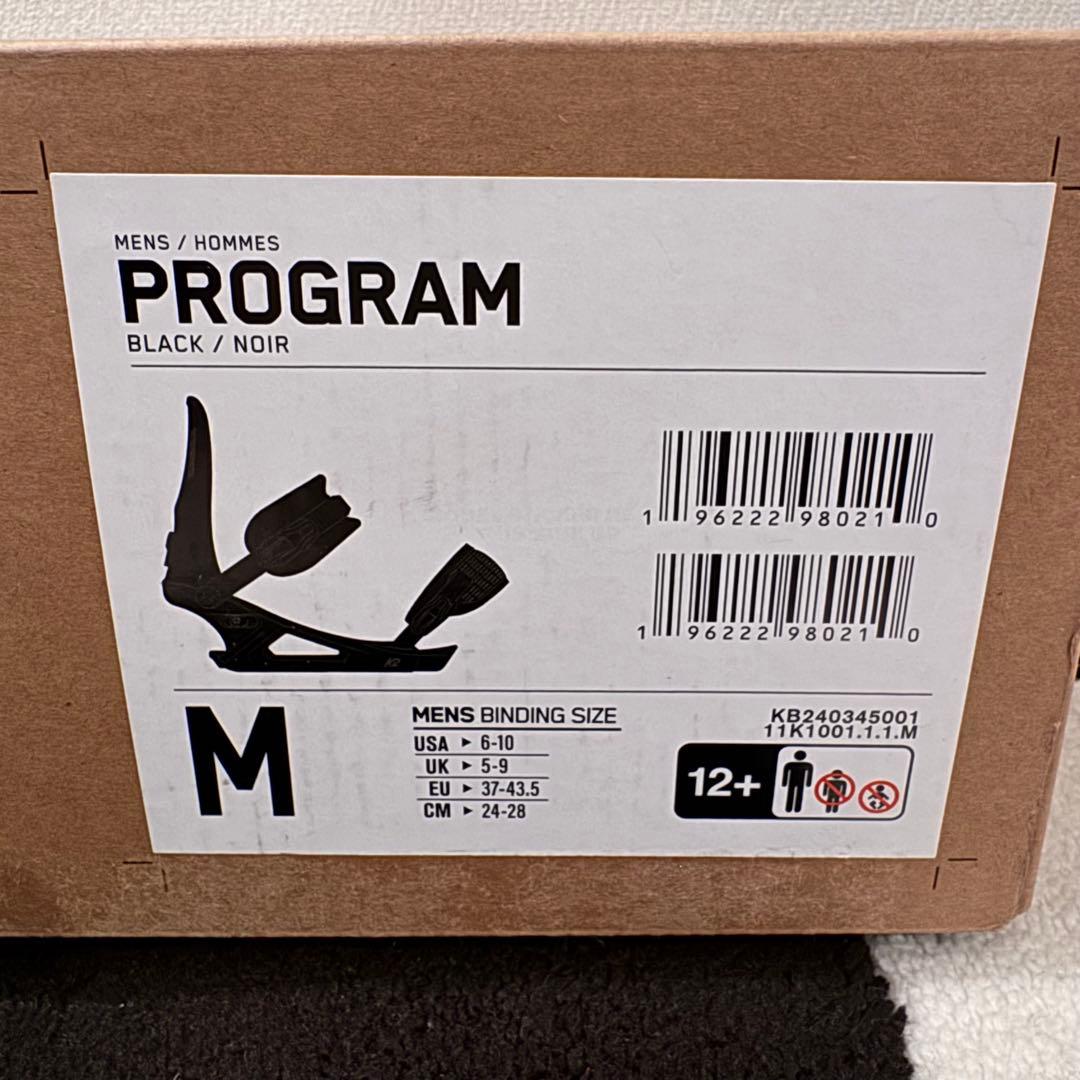 MENS / HOMMES
PROGRAM
BLACK / NOIR
1 96222 98021 0
1 96222 98021 0
K2
M
MENS BINDING SIZE
USA ► 6-10
UK ► 5-9
EU ► 37-43.5
CM ► 24-28
KB240345001
11K1001.1.1.M
12+